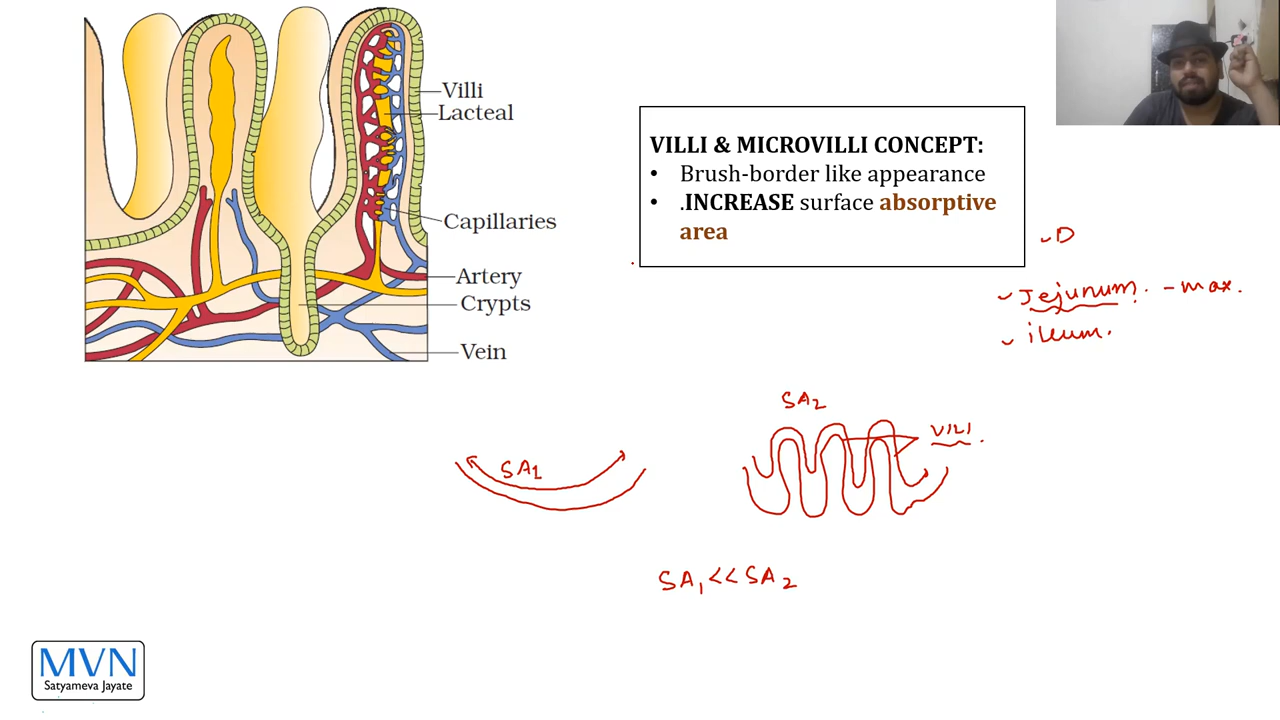 Villi
Lacteal
Capillaries
Artery
Crypts
Vein
VILLI & MICROVILLI CONCEPT:
• Brush-border like appearance
• .INCREASE surface absorptive
area
D
Jejunum. - max.
ileum.
SA1
SA2
VILI
SA1 << SA2
MVN
Satyameva Jayate